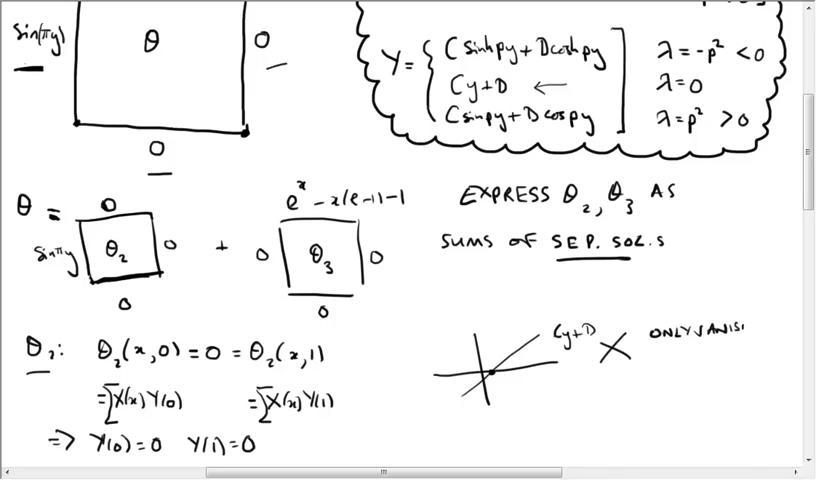 sin(πy)
θ
0
0
Y = { C sinh py + D cosh py
Cy + D ←
C sin py + D cos py
λ = -p² < 0
λ = 0
λ = p² > 0
θ =
0
sin πy
θ₂
0
0
+
eˣ - x(e-1) - 1
0
θ₃
0
0
EXPRESS θ₂, θ₃ AS
SUMS OF SEP. SOL.S
θ₂: θ₂(x,0) = 0 = θ₂(x,1)
= ΣX(x)Y(0) = ΣX(x)Y(1)
=> Y(0) = 0 Y(1) = 0
Cy+D
ONLY VANIS